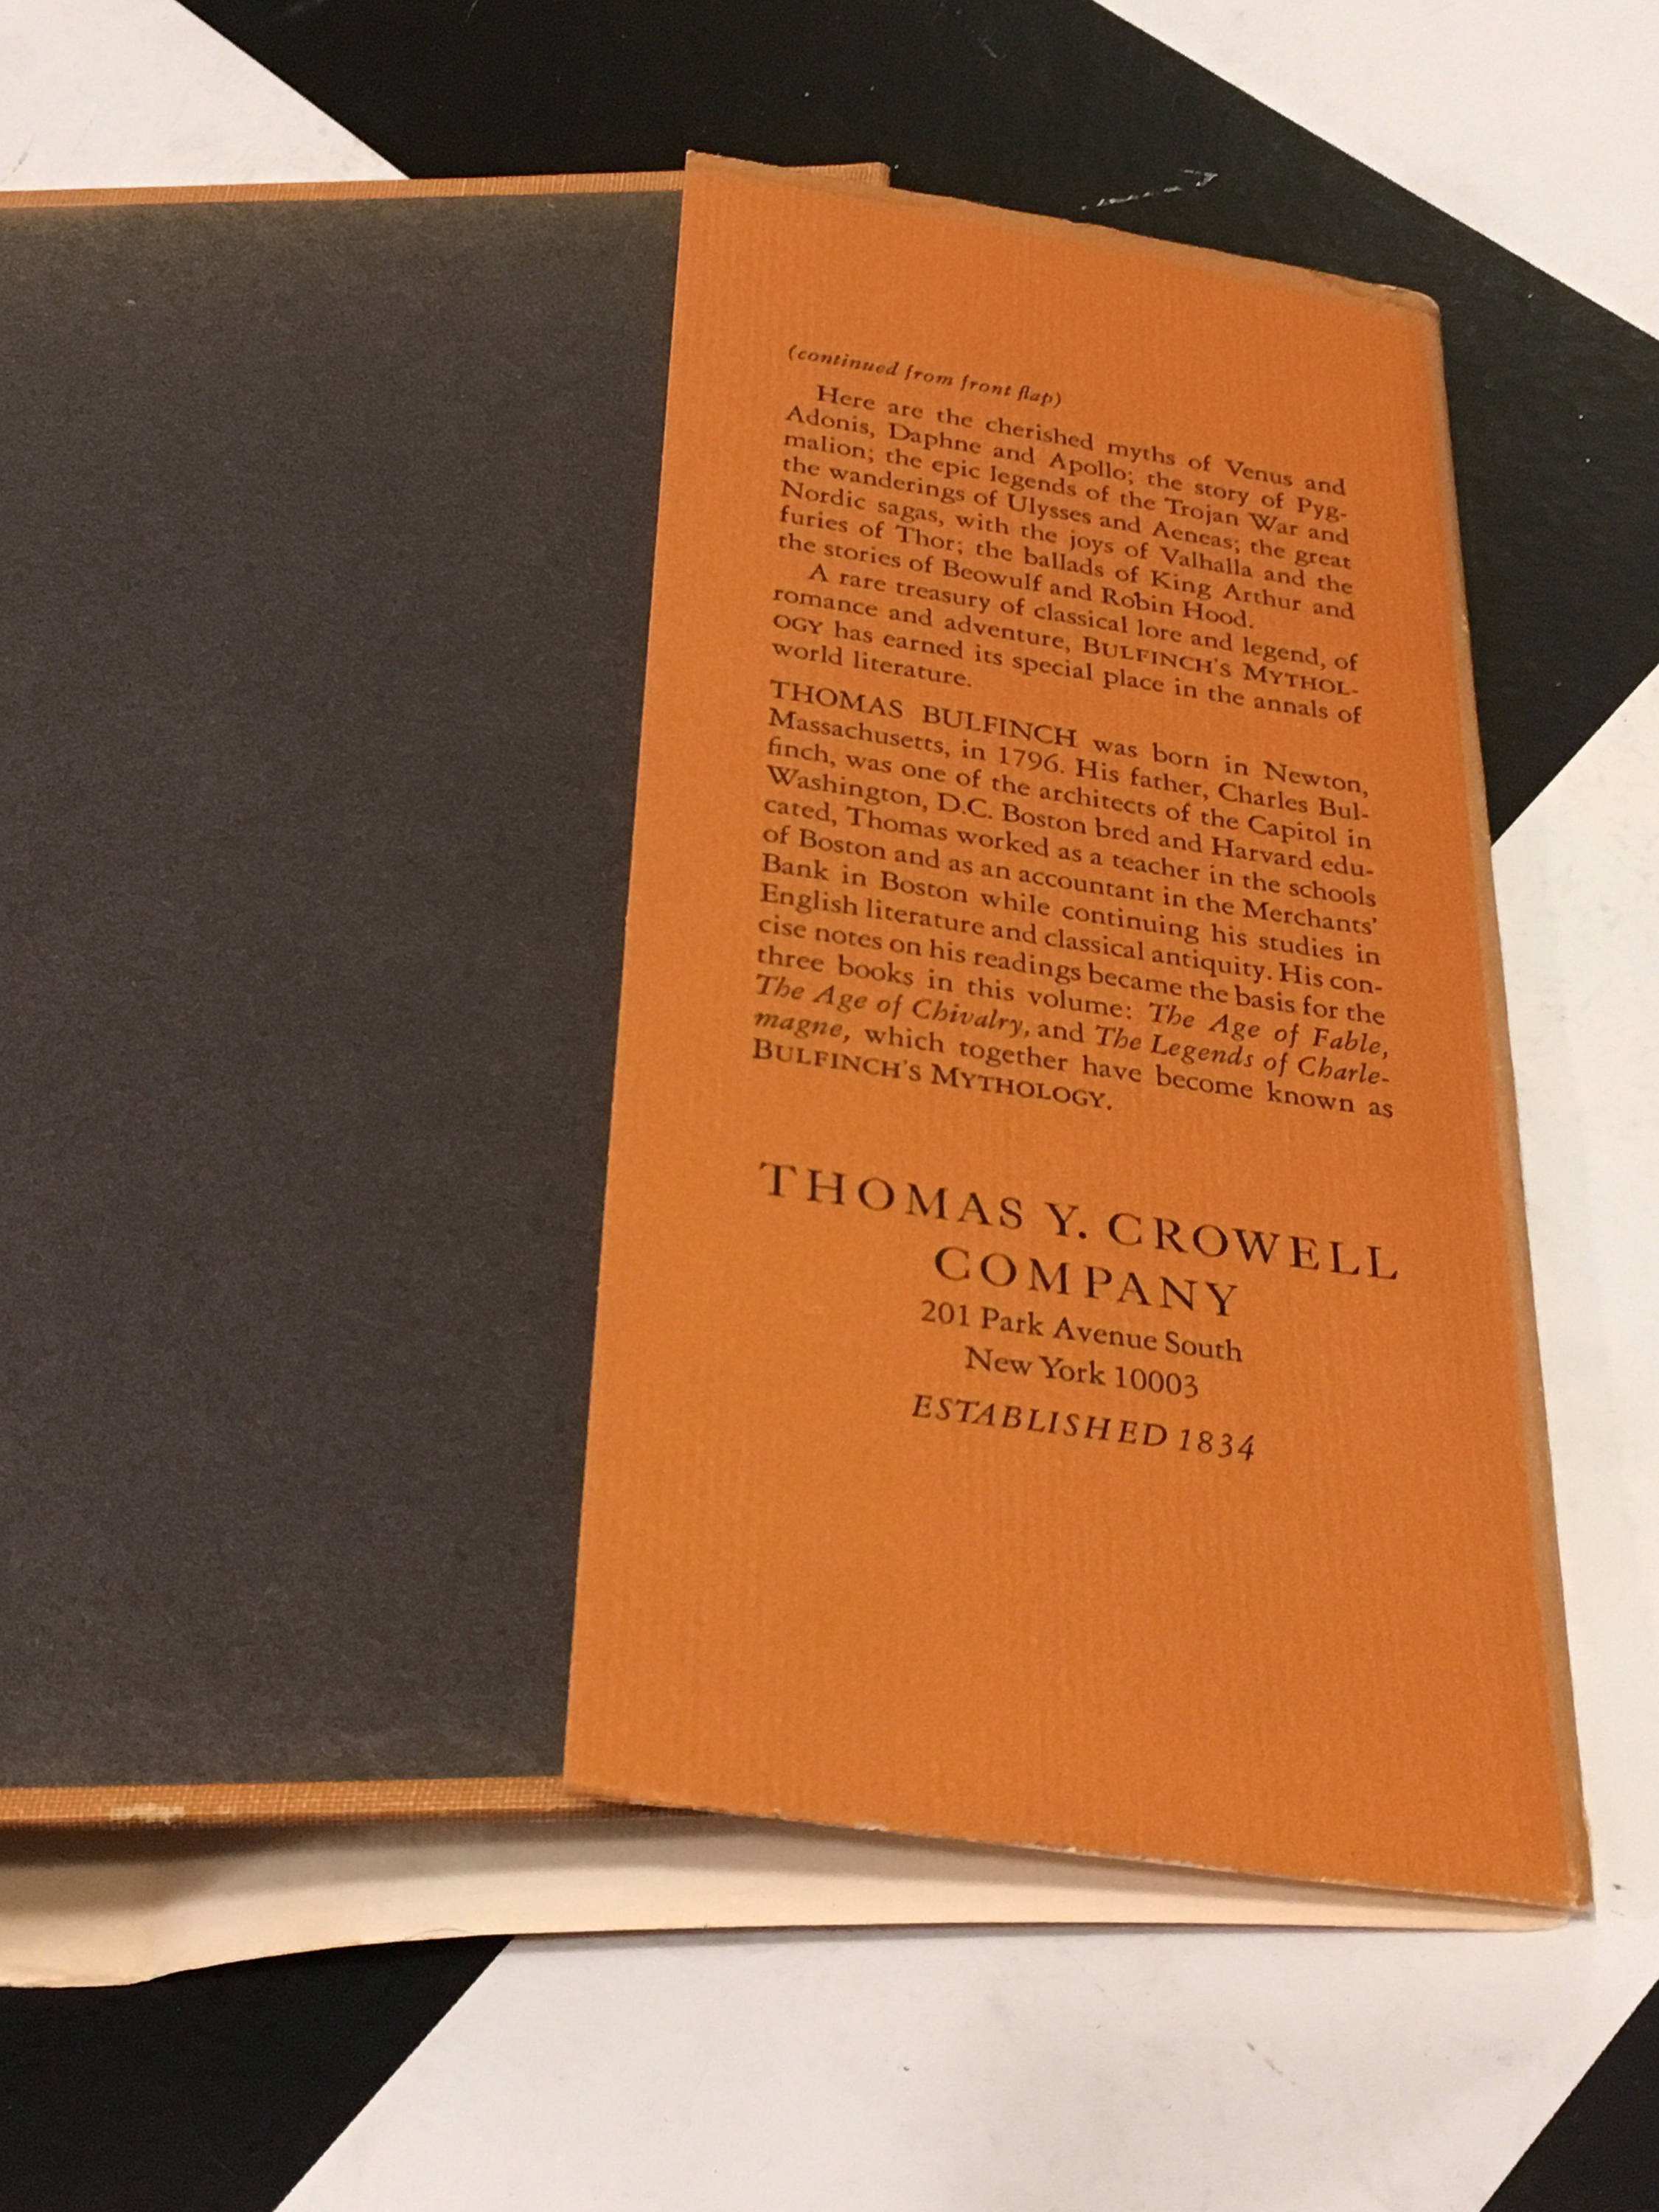 (continued from front flap)
Here are the cherished myths of Venus and
Adonis, Daphne and Apollo; the story of Pyg-
malion; the epic legends of the Trojan War and
the wanderings of Ulysses and Aeneas; the great
Nordic sagas, with the joys of Valhalla and the
furies of Thor; the ballads of King Arthur and
the stories of Beowulf and Robin Hood.
A rare treasury of classical lore and legend, of
romance and adventure, BULFINCH'S MYTHOL-
OGY has earned its special place in the annals of
world literature.
THOMAS BULFINCH was born in Newton,
Massachusetts, in 1796. His father, Charles Bul-
finch, was one of the architects of the Capitol in
Washington, D.C. Boston bred and Harvard edu-
cated, Thomas worked as a teacher in the schools
of Boston and as an accountant in the Merchants'
Bank in Boston while continuing his studies in
English literature and classical antiquity. His con-
cise notes on his readings became the basis for the
three books in this volume: The Age of Fable,
The Age of Chivalry, and The Legends of Charle-
magne, which together have become known as
BULFINCH'S MYTHOLOGY.
THOMAS Y. CROWELL
COMPANY
201 Park Avenue South
New York 10003
ESTABLISHED 1834